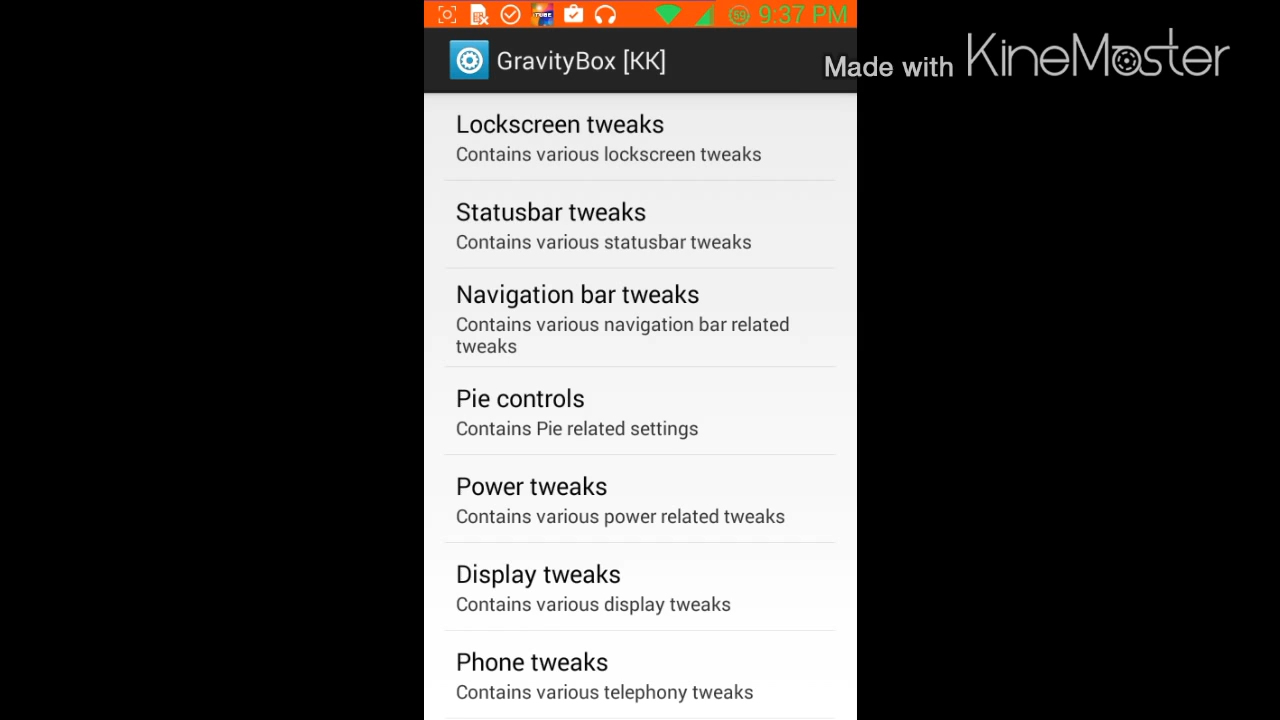 TUBE
59
9:37 PM
GravityBox [KK]
Made with KineMaster
Lockscreen tweaks
Contains various lockscreen tweaks
Statusbar tweaks
Contains various statusbar tweaks
Navigation bar tweaks
Contains various navigation bar related
tweaks
Pie controls
Contains Pie related settings
Power tweaks
Contains various power related tweaks
Display tweaks
Contains various display tweaks
Phone tweaks
Contains various telephony tweaks